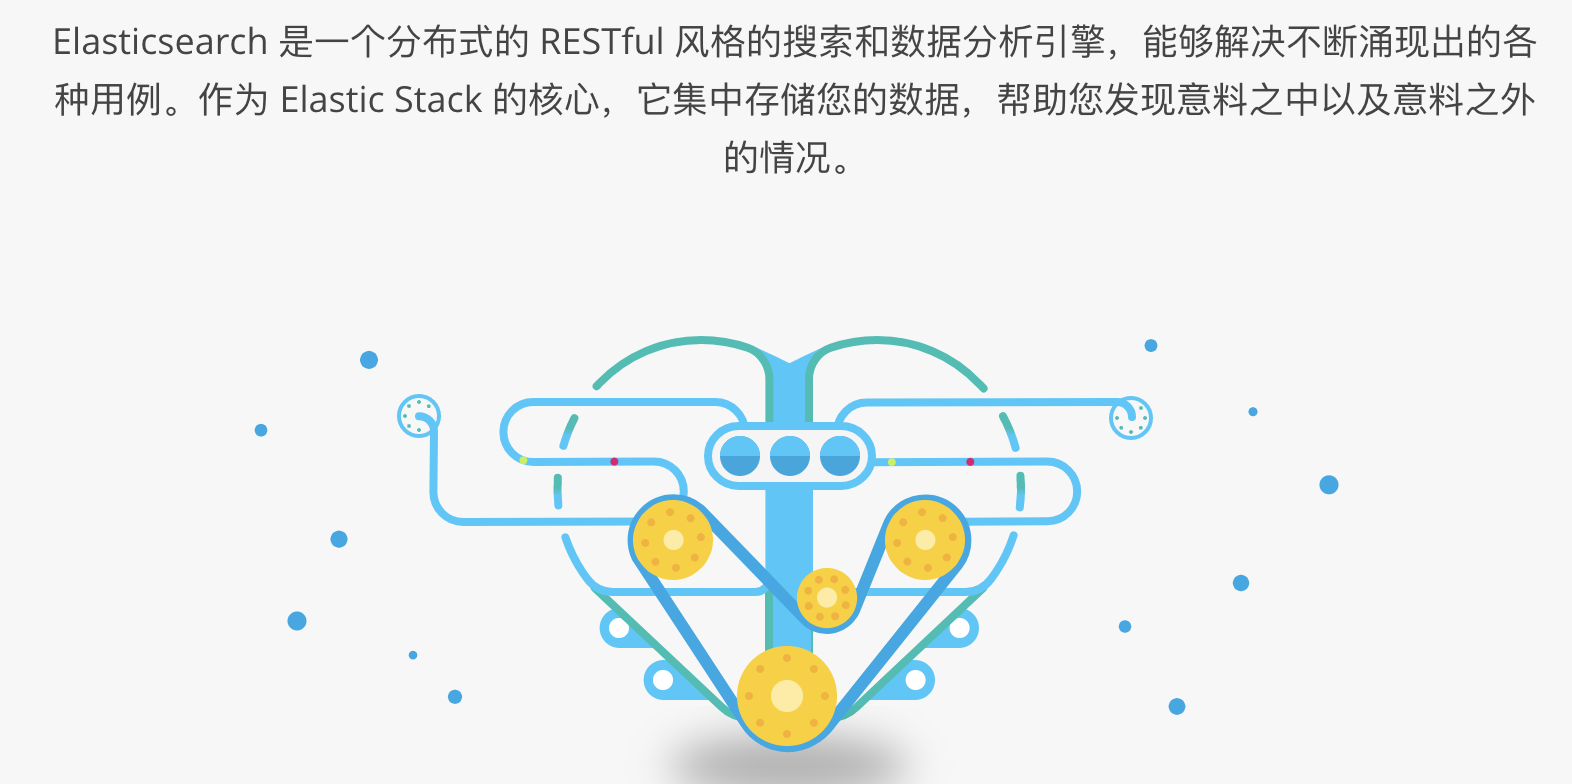 Elasticsearch 是一个分布式的 RESTful 风格的搜索和数据分析引擎，能够解决不断涌现出的各
种用例。作为 Elastic Stack 的核心，它集中存储您的数据，帮助您发现意料之中以及意料之外
的情况。